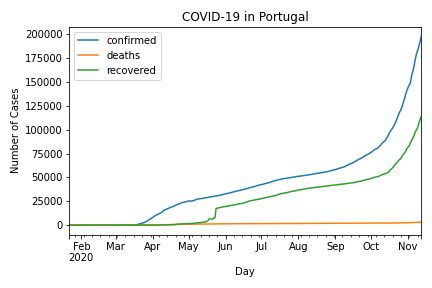 COVID-19 in Portugal
confirmed
deaths
recovered
Number of Cases
200000
175000
150000
125000
100000
75000
50000
25000
0
Feb Mar Apr May Jun Jul Aug Sep Oct Nov
2020
Day